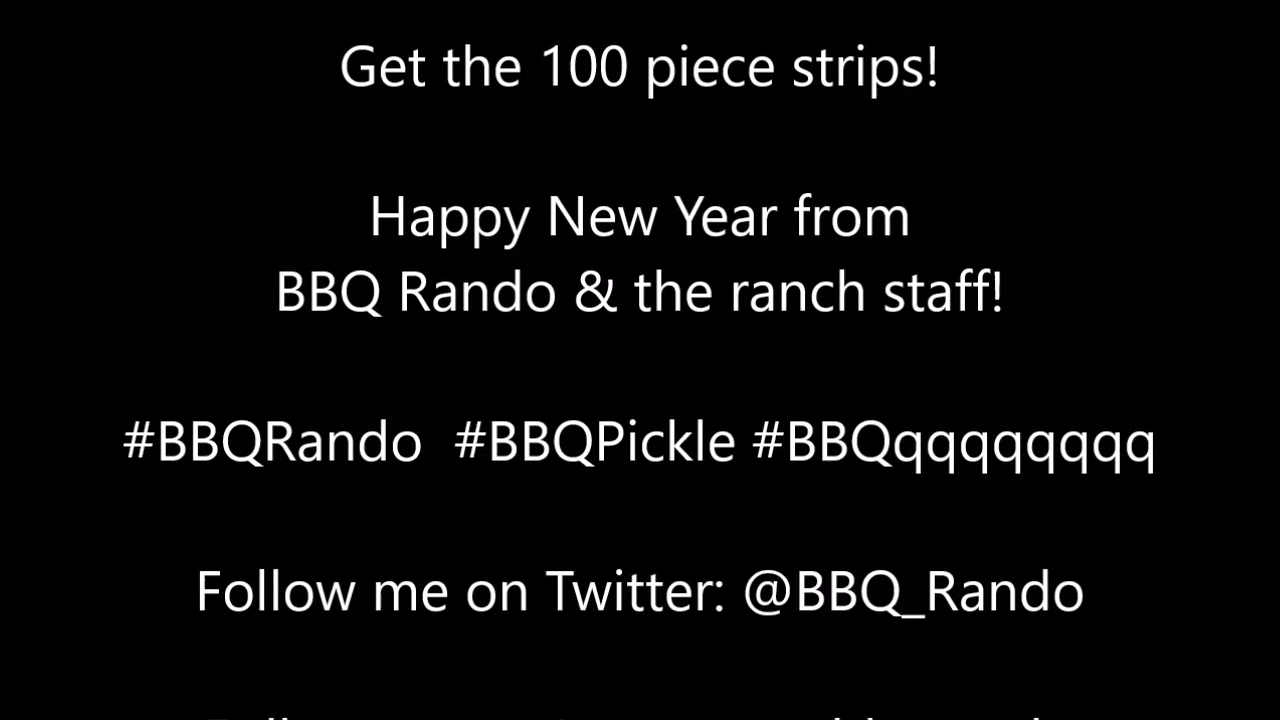 Get the 100 piece strips!
Happy New Year from
BBQ Rando & the ranch staff!
#BBQRando  #BBQPickle #BBQqqqqqqqq
Follow me on Twitter: @BBQ_Rando